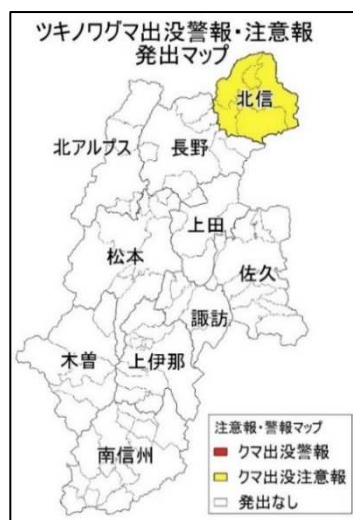 ツキノワグマ出没警報・注意報
発出マップ
北信
北アルプス
長野
上田
松本
佐久
諏訪
木曽
上伊那
南信州
注意報・警報マップ
クマ出没警報
クマ出没注意報
発出なし